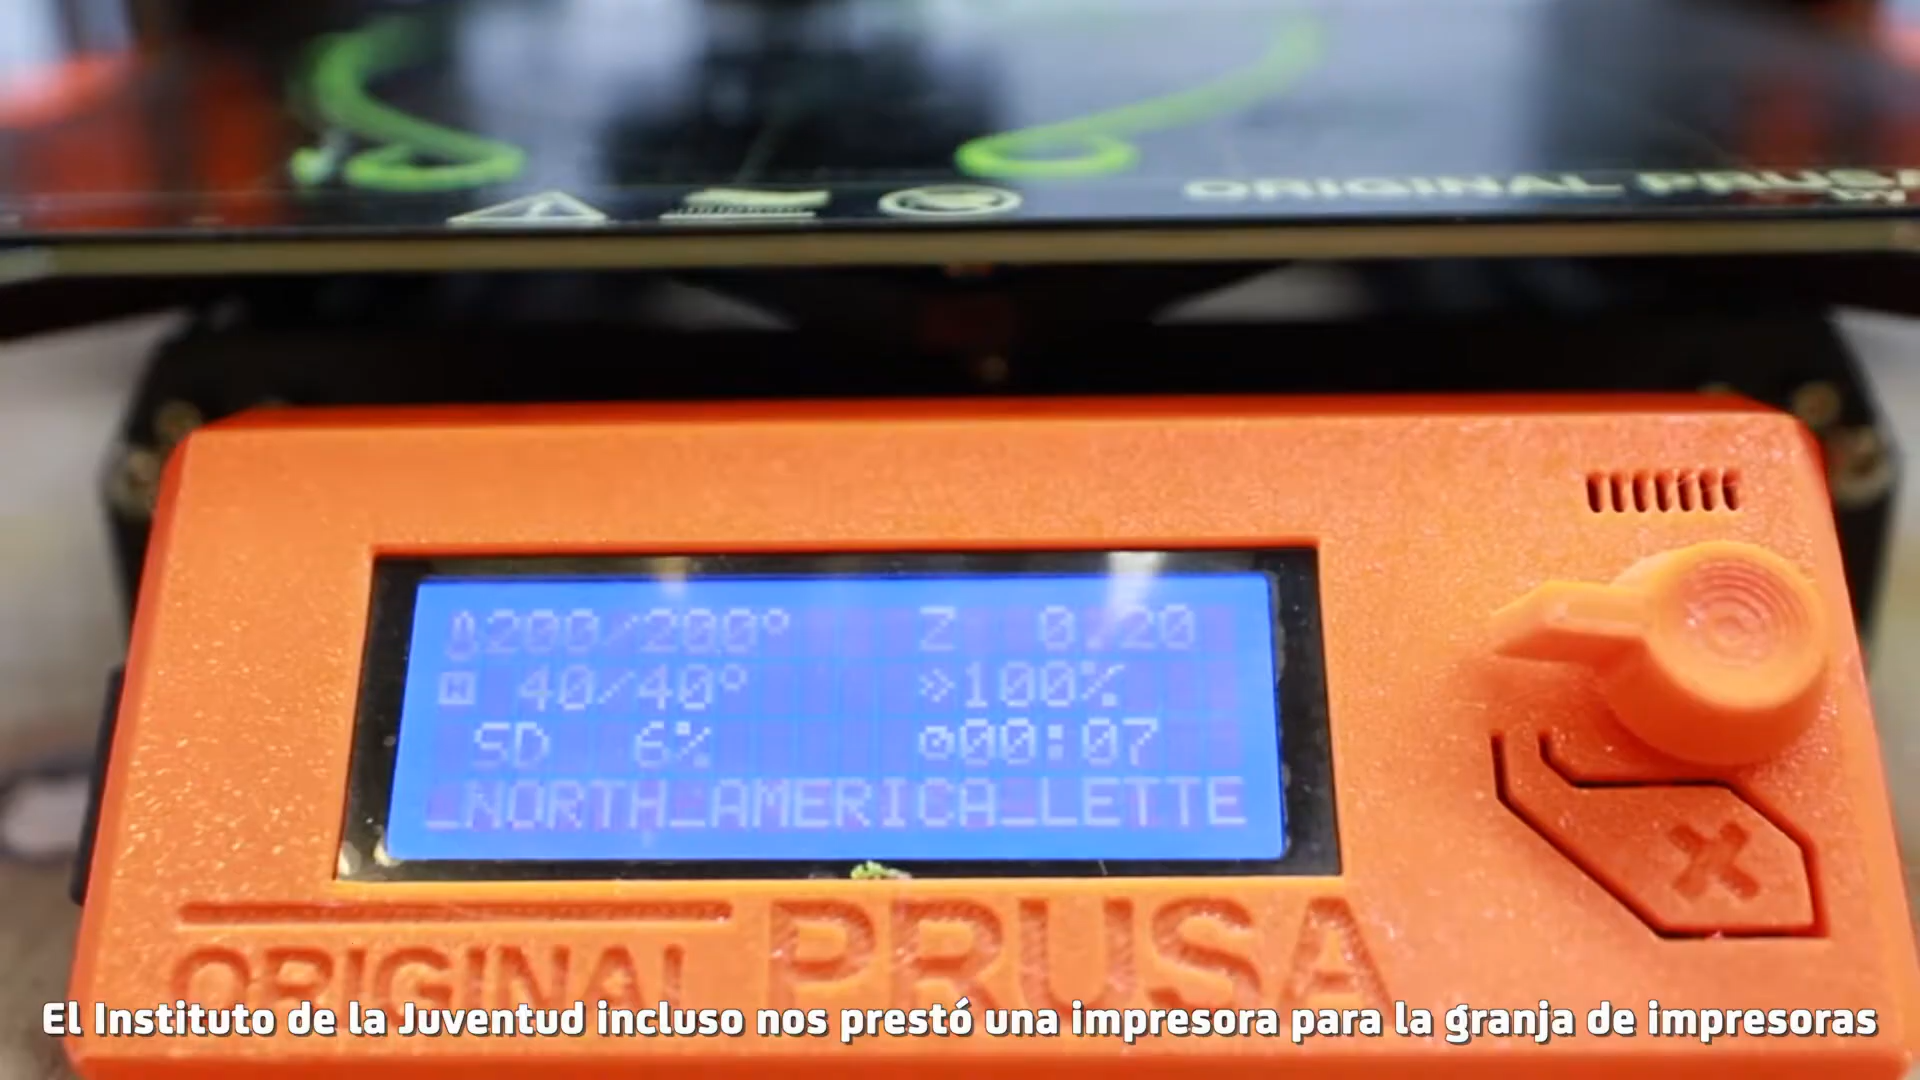 ORIGINAL PRUSA
by
200/200°  Z 0.20
40/40°  100%
SD 6%  00:07
_NORTH_AMERICA_LETTE
ORIGINAL PRUSA
El Instituto de la Juventud incluso nos prestó una impresora para la granja de impresoras